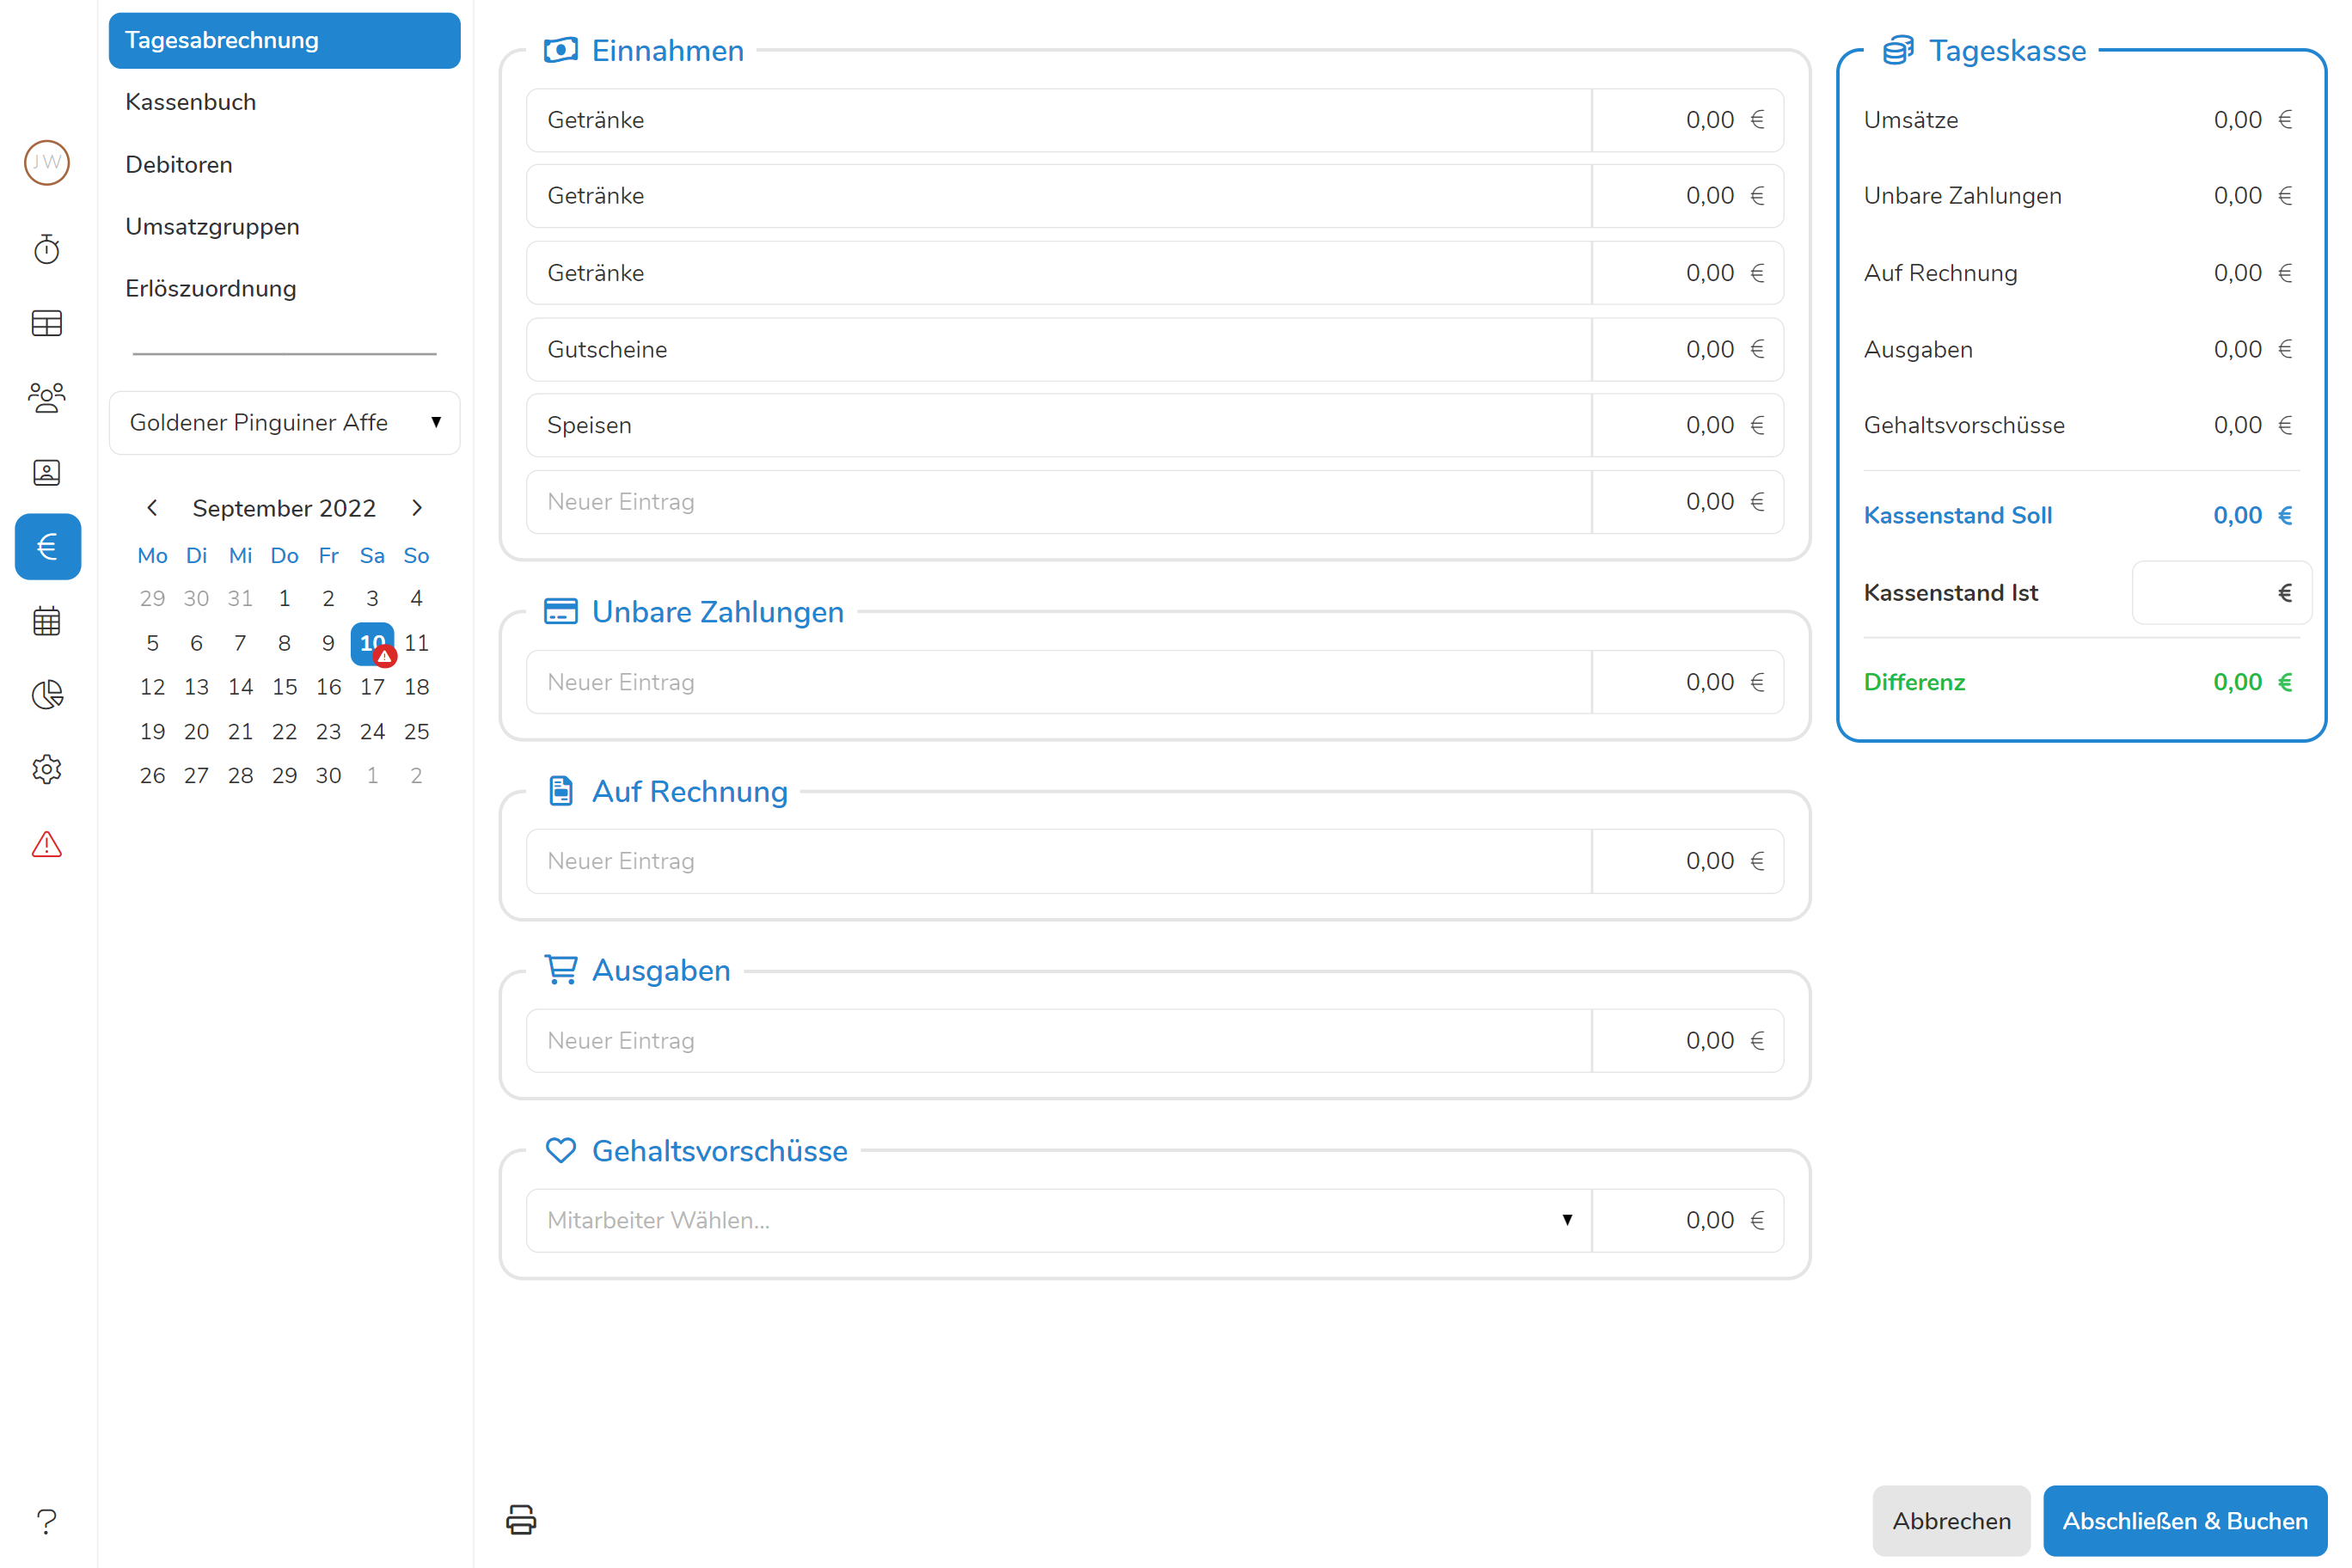 JW
?
Tagesabrechnung
Kassenbuch
Debitoren
Umsatzgruppen
Erlöszuordnung
Goldener Pinguiner Affe
September 2022
Mo Di Mi Do Fr Sa So
29 30 31 1 2 3 4
5 6 7 8 9 10 11
12 13 14 15 16 17 18
19 20 21 22 23 24 25
26 27 28 29 30 1 2
Einnahmen
Getränke 0,00 €
Getränke 0,00 €
Getränke 0,00 €
Gutscheine 0,00 €
Speisen 0,00 €
Neuer Eintrag 0,00 €
Unbare Zahlungen
Neuer Eintrag 0,00 €
Auf Rechnung
Neuer Eintrag 0,00 €
Ausgaben
Neuer Eintrag 0,00 €
Gehaltsvorschüsse
Mitarbeiter Wählen... 0,00 €
Tageskasse
Umsätze 0,00 €
Unbare Zahlungen 0,00 €
Auf Rechnung 0,00 €
Ausgaben 0,00 €
Gehaltsvorschüsse 0,00 €
Kassenstand Soll 0,00 €
Kassenstand Ist €
Differenz 0,00 €
Abbrechen
Abschließen & Buchen